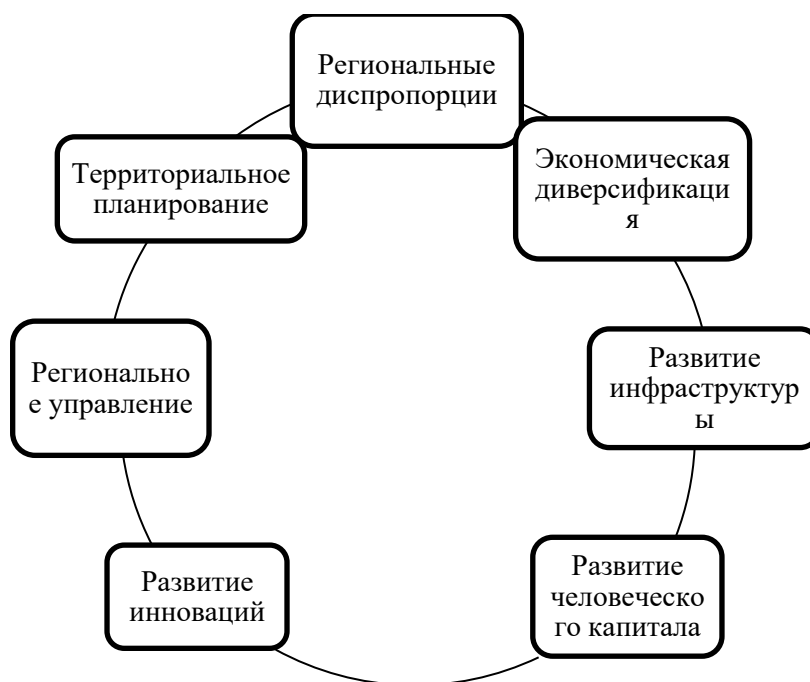 Региональные
диспропорции
Экономическая
диверсификаци
я
Развитие
инфраструктур
ы
Развитие
человеческо
го капитала
Развитие
инноваций
Регионально
е управление
Территориальное
планирование